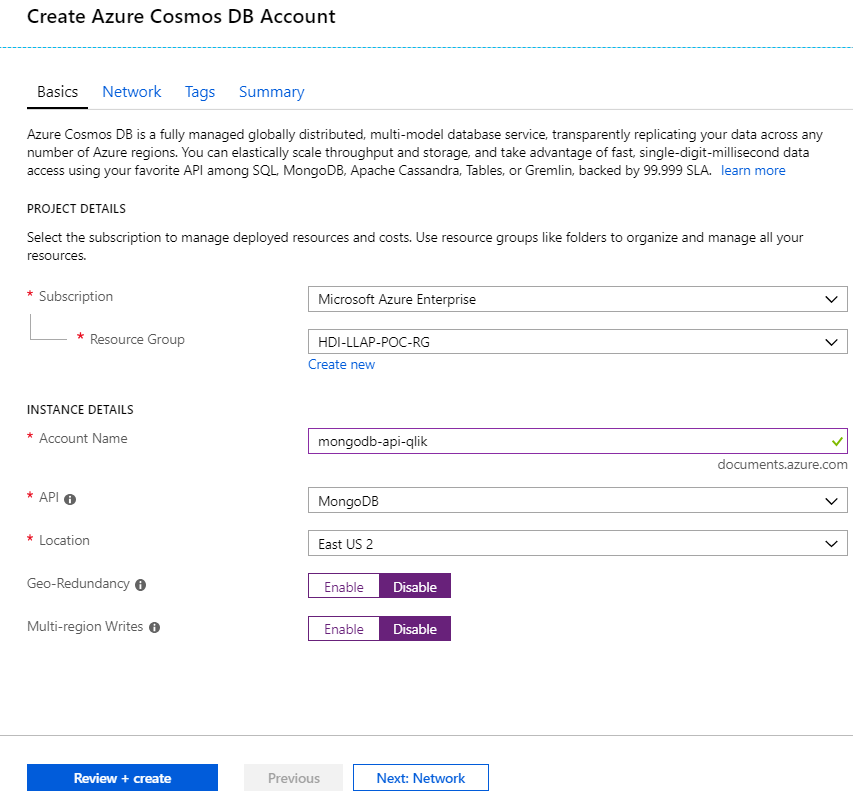 Create Azure Cosmos DB Account
Basics Network Tags Summary
Azure Cosmos DB is a fully managed globally distributed, multi-model database service, transparently replicating your data across any
number of Azure regions. You can elastically scale throughput and storage, and take advantage of fast, single-digit-millisecond data
access using your favorite API among SQL, MongoDB, Apache Cassandra, Tables, or Gremlin, backed by 99.999 SLA. learn more
PROJECT DETAILS
Select the subscription to manage deployed resources and costs. Use resource groups like folders to organize and manage all your
resources.
* Subscription Microsoft Azure Enterprise
* Resource Group HDI-LLAP-POC-RG
Create new
INSTANCE DETAILS
* Account Name mongodb-api-qlik
documents.azure.com
* API MongoDB
* Location East US 2
Geo-Redundancy Enable Disable
Multi-region Writes Enable Disable
Review + create Previous Next: Network